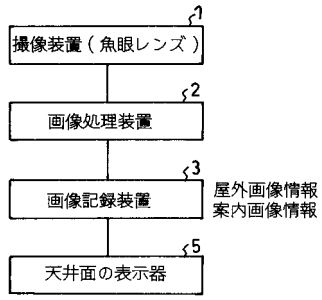 1
撮像装置(魚眼レンズ)
2
画像処理装置
3
画像記録装置
屋外画像情報
案内画像情報
5
天井面の表示器